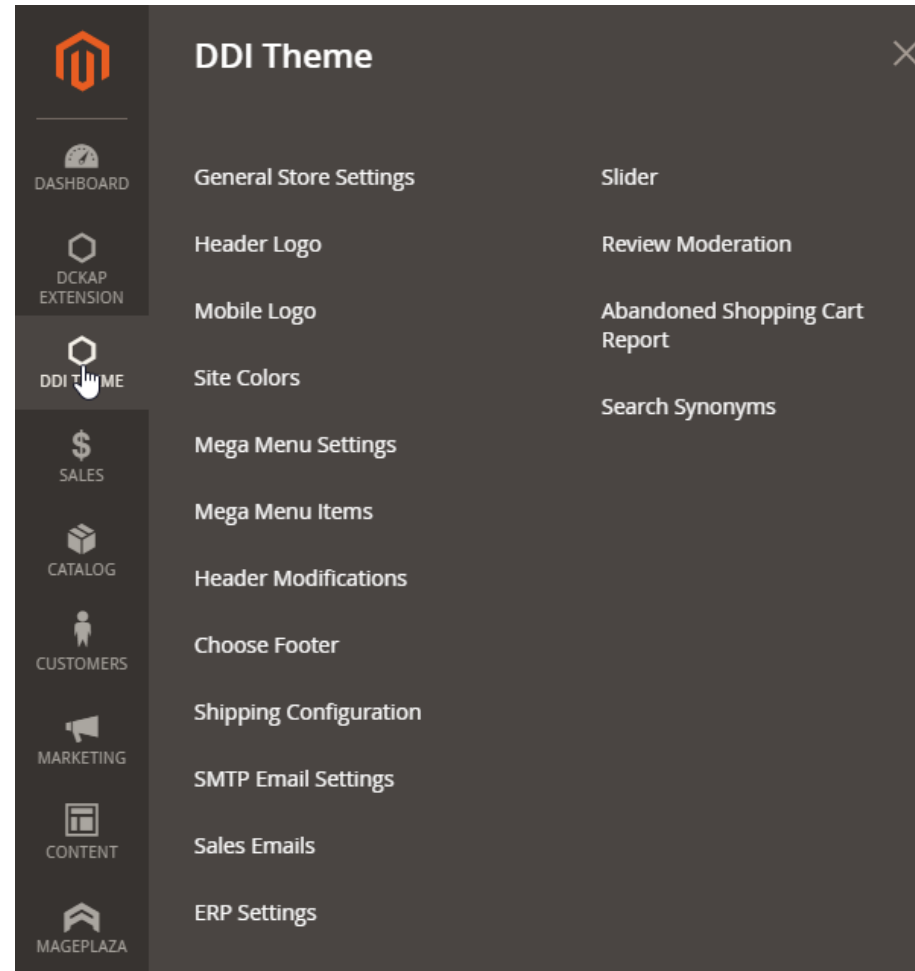 DDI Theme
DASHBOARD
DCKAP
EXTENSION
DDI THEME
SALES
CATALOG
CUSTOMERS
MARKETING
CONTENT
MAGEPLAZA
General Store Settings
Header Logo
Mobile Logo
Site Colors
Mega Menu Settings
Mega Menu Items
Header Modifications
Choose Footer
Shipping Configuration
SMTP Email Settings
Sales Emails
ERP Settings
Slider
Review Moderation
Abandoned Shopping Cart
Report
Search Synonyms